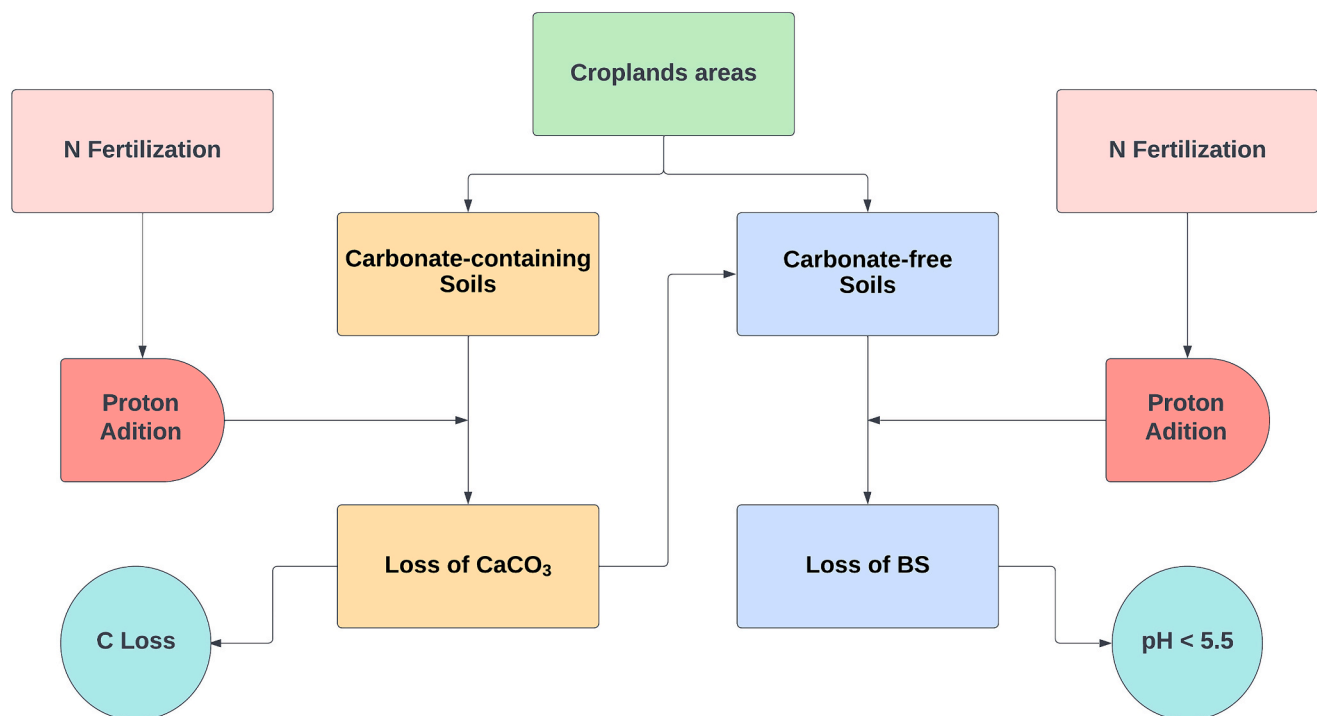 Croplands areas
N Fertilization
N Fertilization
Carbonate-containing
Soils
Carbonate-free
Soils
Proton
Adition
Proton
Adition
Loss of CaCO₃
Loss of BS
C Loss
pH < 5.5